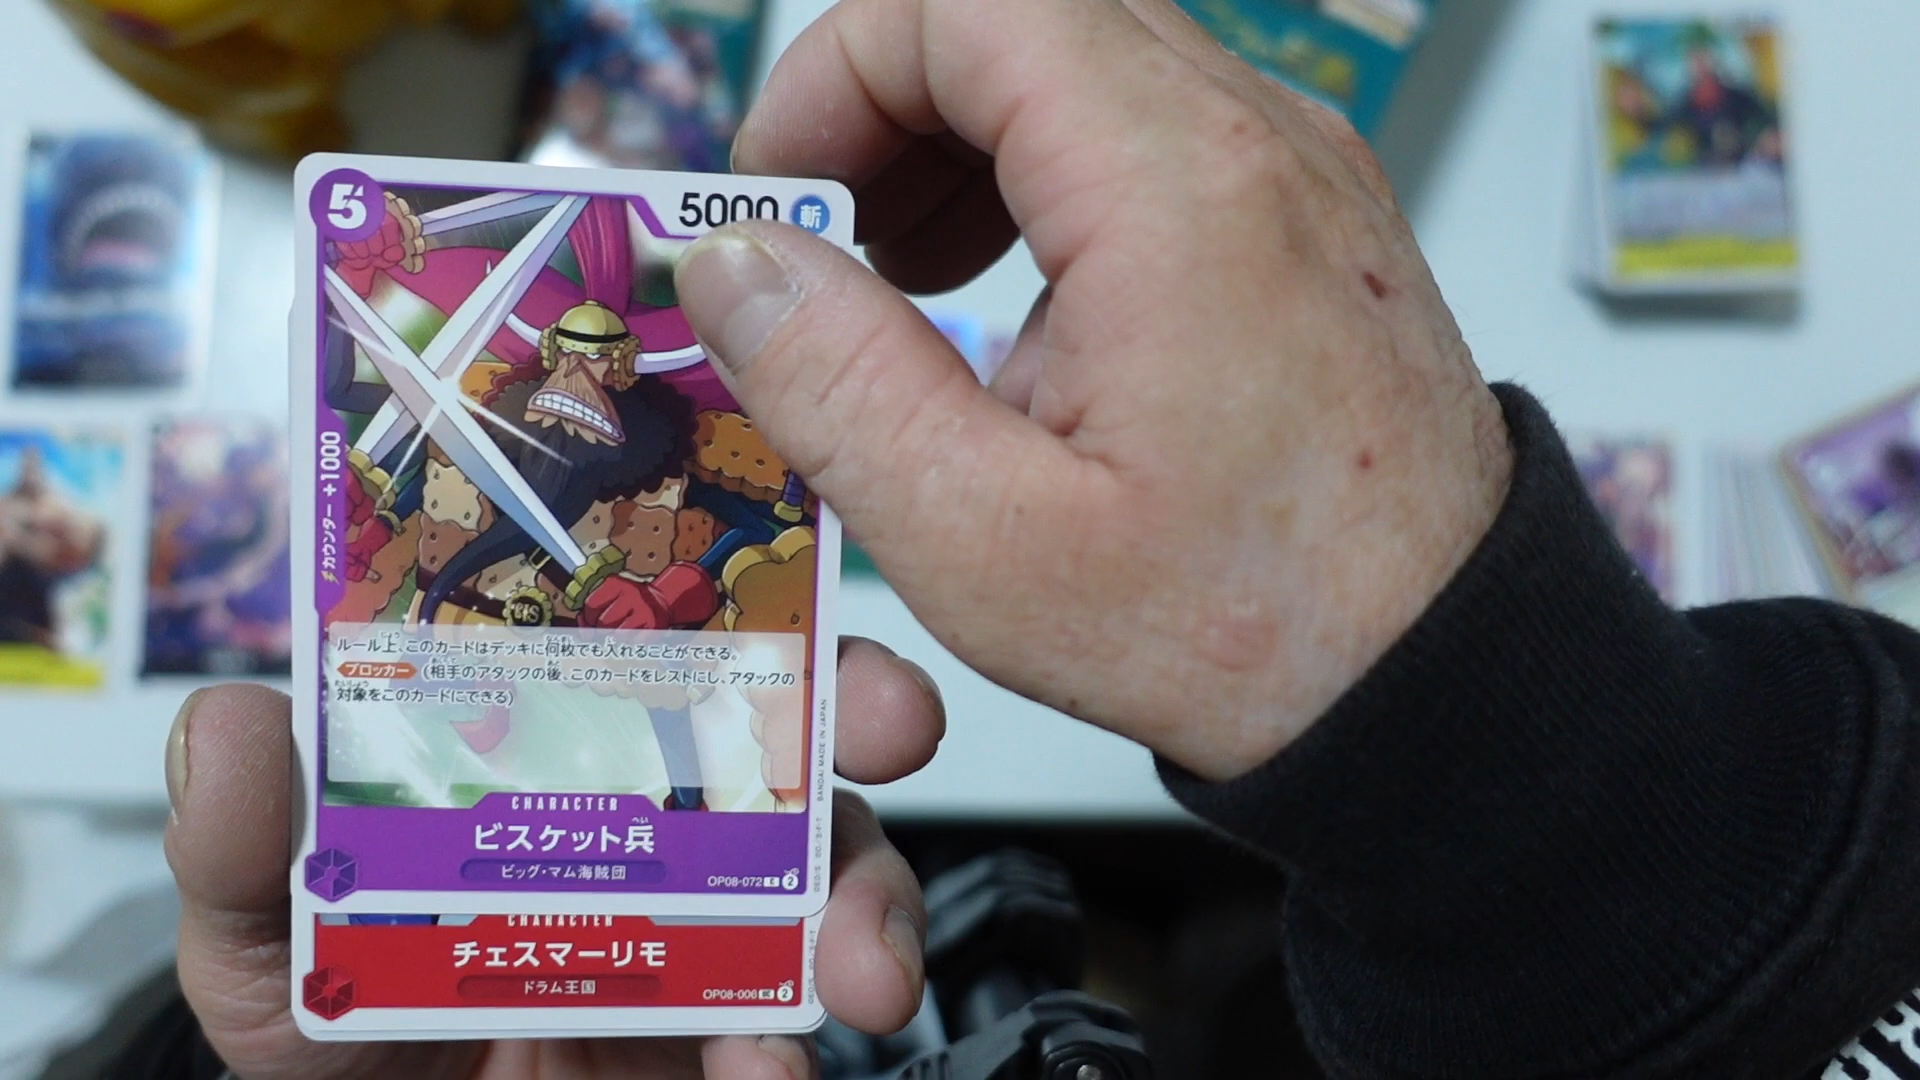 5
5000
斬
カウンター +1000
ルール上、このカードはデッキに何枚でも入れることができる。
ブロッカー (相手のアタックの後、このカードをレストにし、アタックの
対象をこのカードにできる)
BANDAI MADE IN JAPAN
CHARACTER
ビスケット兵
へい
ビッグ・マム海賊団
OP08-072 C 2
CHARACTER
チェスマーリモ
ドラム王国
OP08-006 UC 2